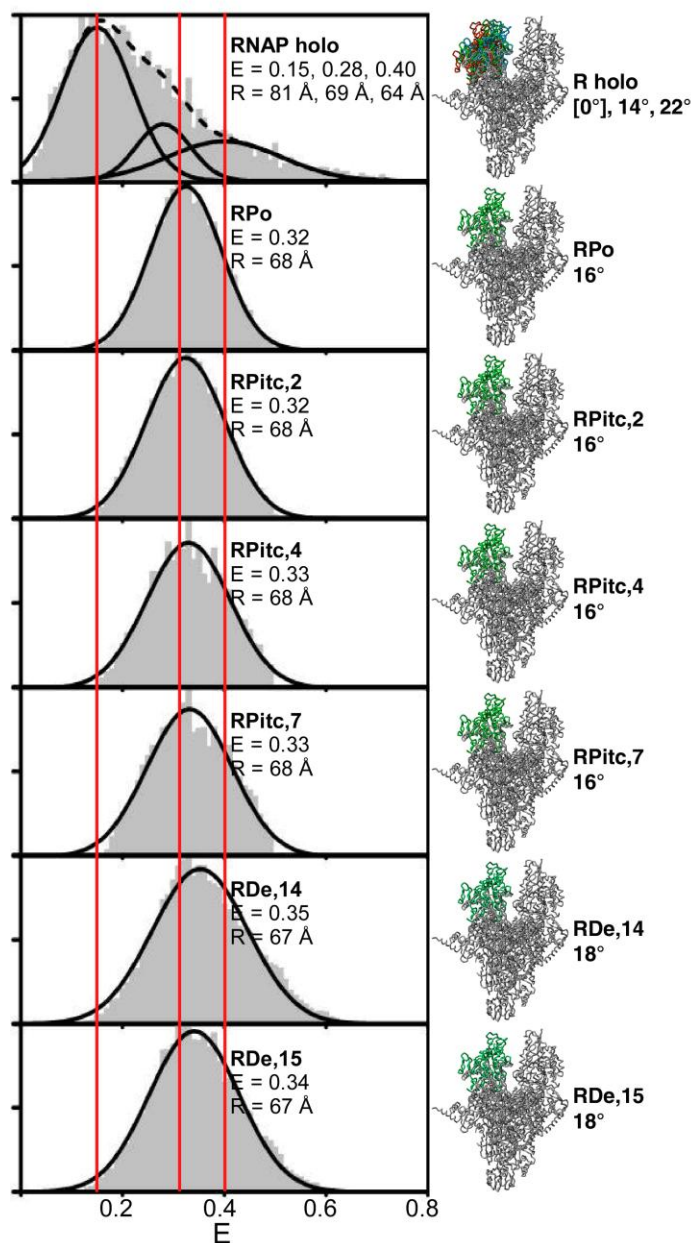 RNAP holo
E = 0.15, 0.28, 0.40
R = 81 Å, 69 Å, 64 Å
R holo
[0°], 14°, 22°
RPo
E = 0.32
R = 68 Å
RPo
16°
RPitc,2
E = 0.32
R = 68 Å
RPitc,2
16°
RPitc,4
E = 0.33
R = 68 Å
RPitc,4
16°
RPitc,7
E = 0.33
R = 68 Å
RPitc,7
16°
RDe,14
E = 0.35
R = 67 Å
RDe,14
18°
RDe,15
E = 0.34
R = 67 Å
RDe,15
18°
0.2 0.4 0.6 0.8
E